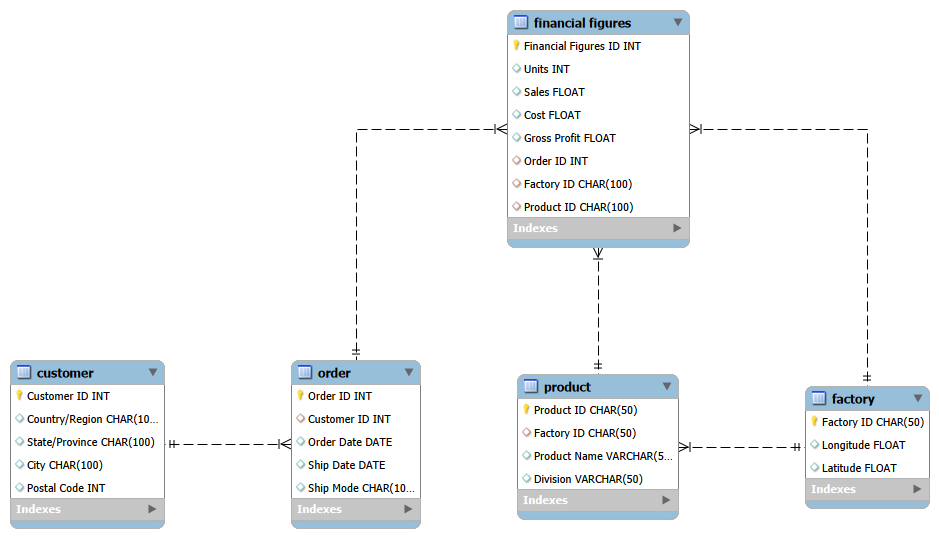 financial figures
Financial Figures ID INT
Units INT
Sales FLOAT
Cost FLOAT
Gross Profit FLOAT
Order ID INT
Factory ID CHAR(100)
Product ID CHAR(100)
Indexes
customer
Customer ID INT
Country/Region CHAR(10...
State/Province CHAR(100)
City CHAR(100)
Postal Code INT
Indexes
order
Order ID INT
Customer ID INT
Order Date DATE
Ship Date DATE
Ship Mode CHAR(10...
Indexes
product
Product ID CHAR(50)
Factory ID CHAR(50)
Product Name VARCHAR(5...
Division VARCHAR(50)
Indexes
factory
Factory ID CHAR(50)
Longitude FLOAT
Latitude FLOAT
Indexes